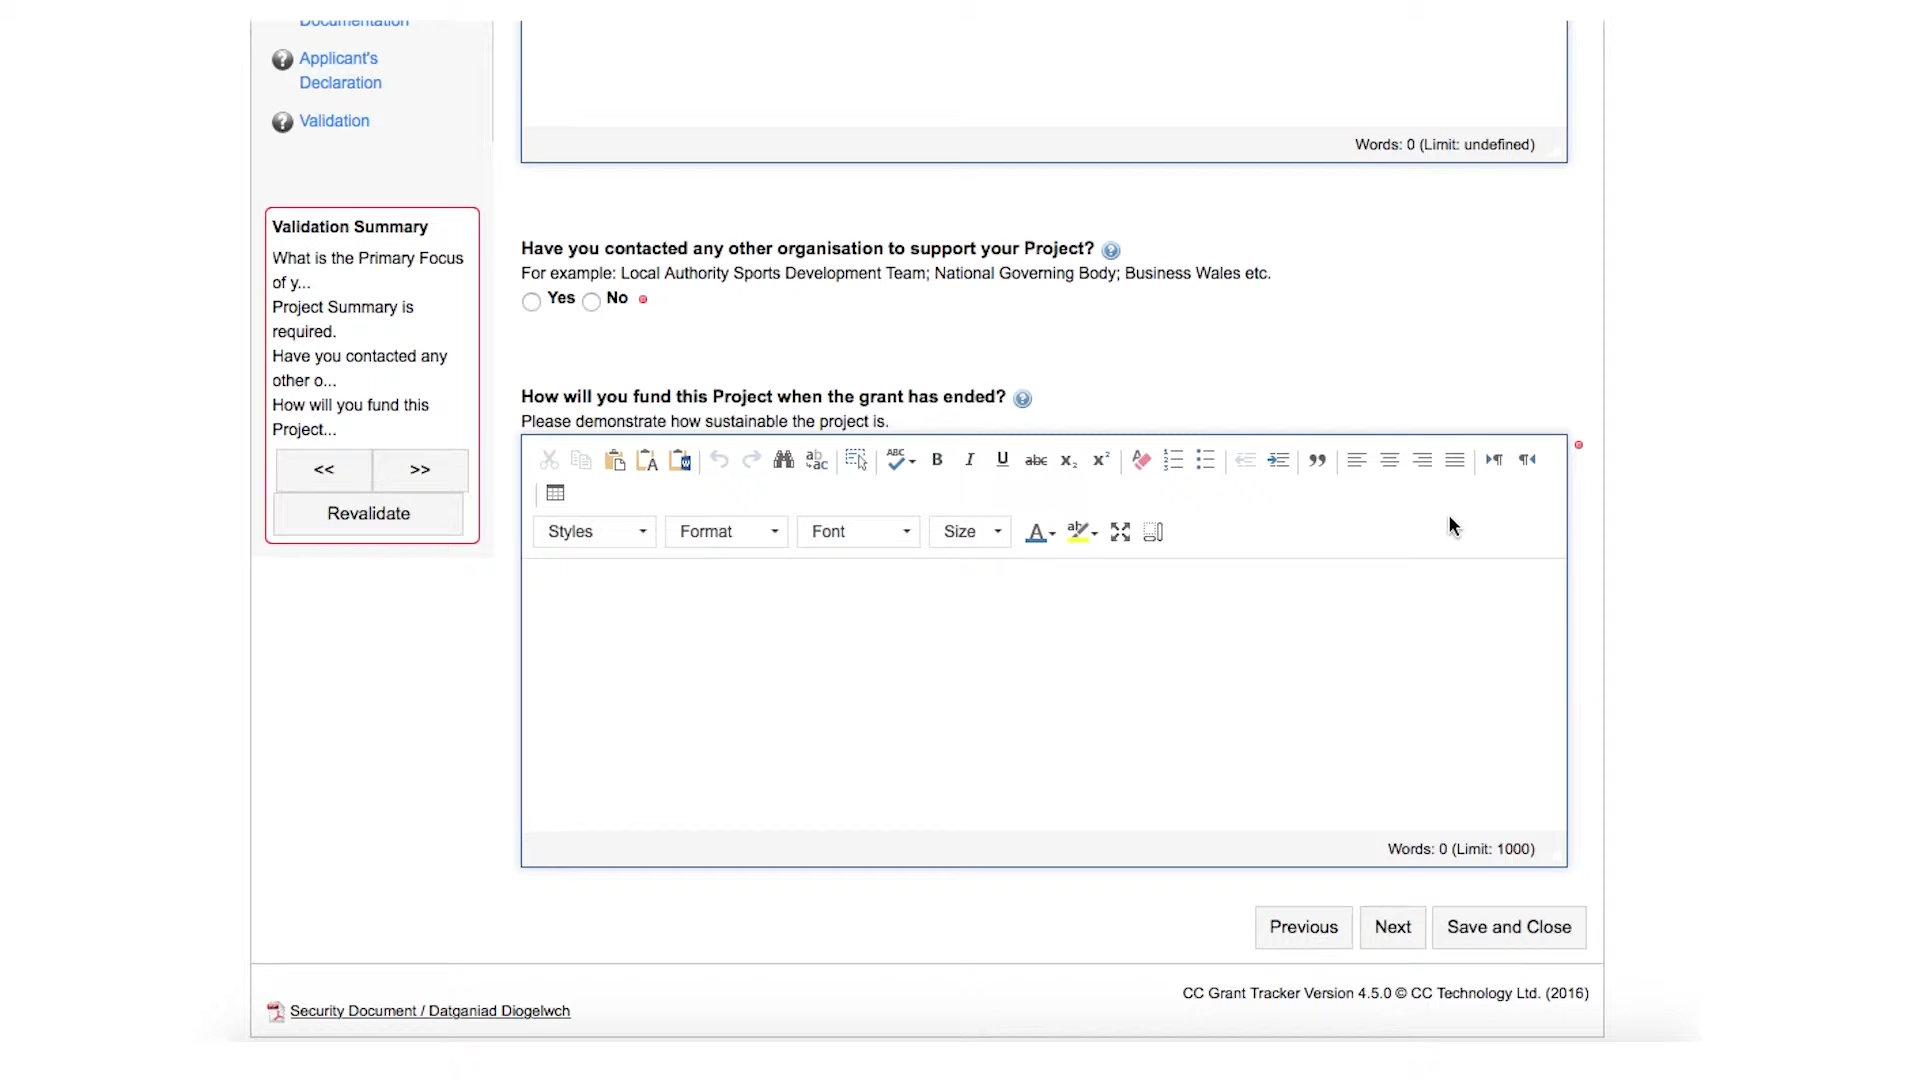 Documentation
Applicant's
Declaration
Validation
Validation Summary
What is the Primary Focus
of y...
Project Summary is
required.
Have you contacted any
other o...
How will you fund this
Project...
<<
>>
Revalidate
Words: 0 (Limit: undefined)
Have you contacted any other organisation to support your Project?
For example: Local Authority Sports Development Team; National Governing Body; Business Wales etc.
Yes No
How will you fund this Project when the grant has ended?
Please demonstrate how sustainable the project is.
Styles Format Font Size
Words: 0 (Limit: 1000)
Previous Next Save and Close
CC Grant Tracker Version 4.5.0 © CC Technology Ltd. (2016)
Security Document / Datganiad Diogelwch